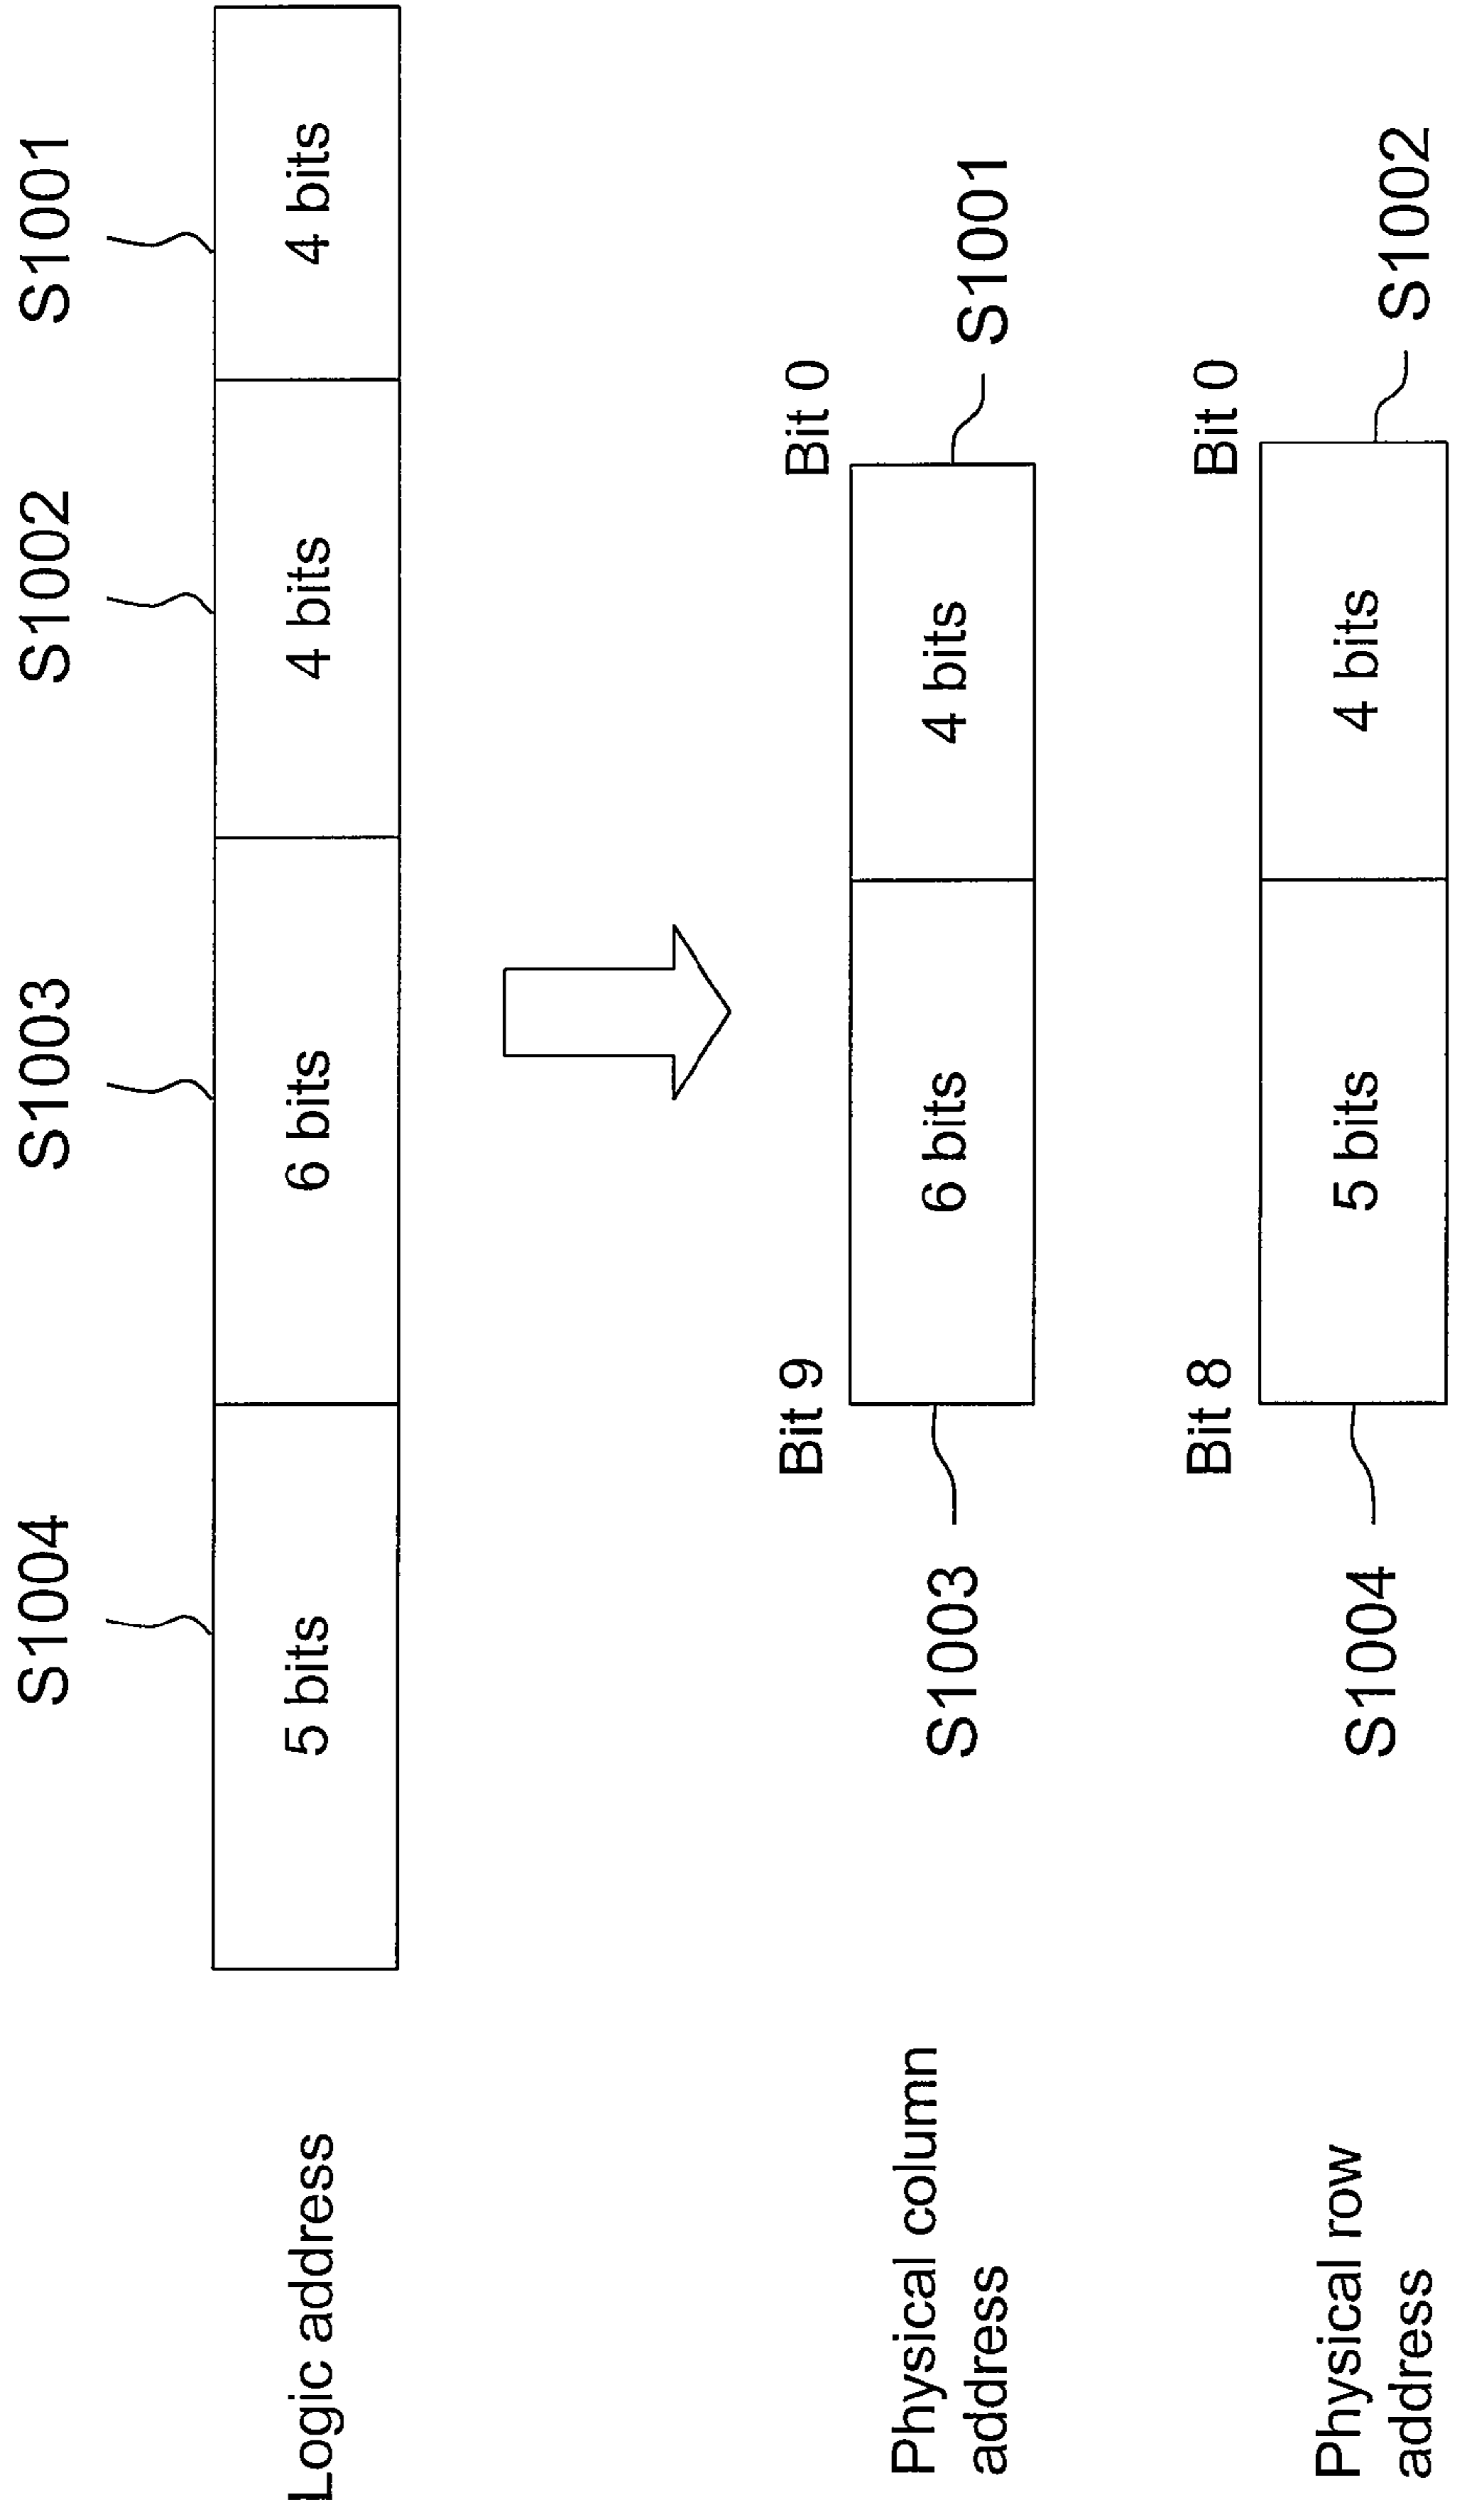 S1004 S1003 S1002 S1001
Logic address 5 bits 6 bits 4 bits 4 bits
Bit 9 Bit 0
Physical column
address
6 bits 4 bits
S1003 S1001
Bit 8 Bit 0
Physical row
address
5 bits 4 bits
S1004 S1002